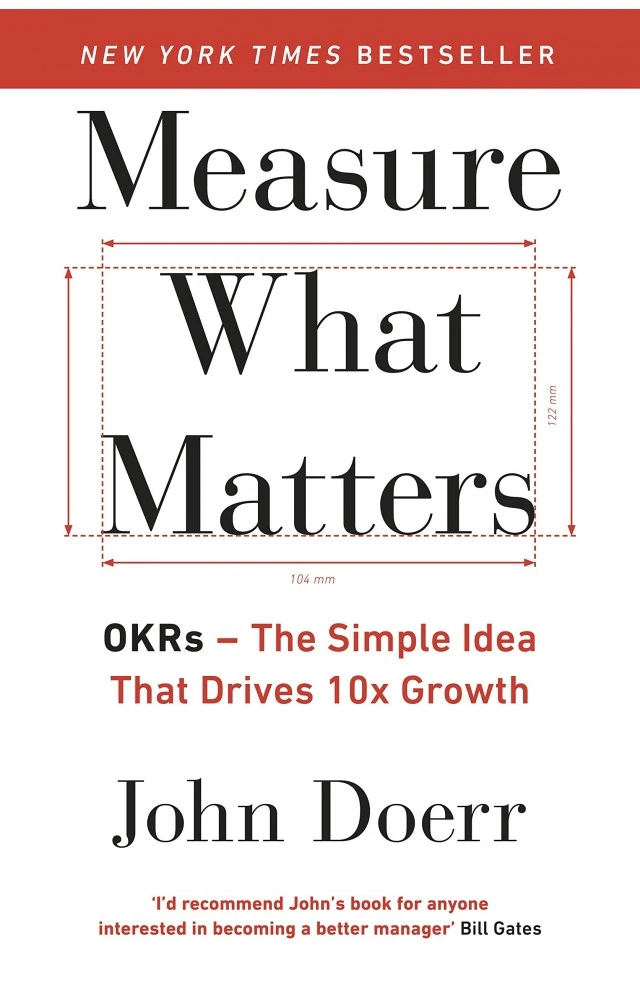 NEW YORK TIMES BESTSELLER
Measure
What
122 mm
Matters
104 mm
OKRs – The Simple Idea
That Drives 10x Growth
John Doerr
‘I’d recommend John’s book for anyone
interested in becoming a better manager’ Bill Gates